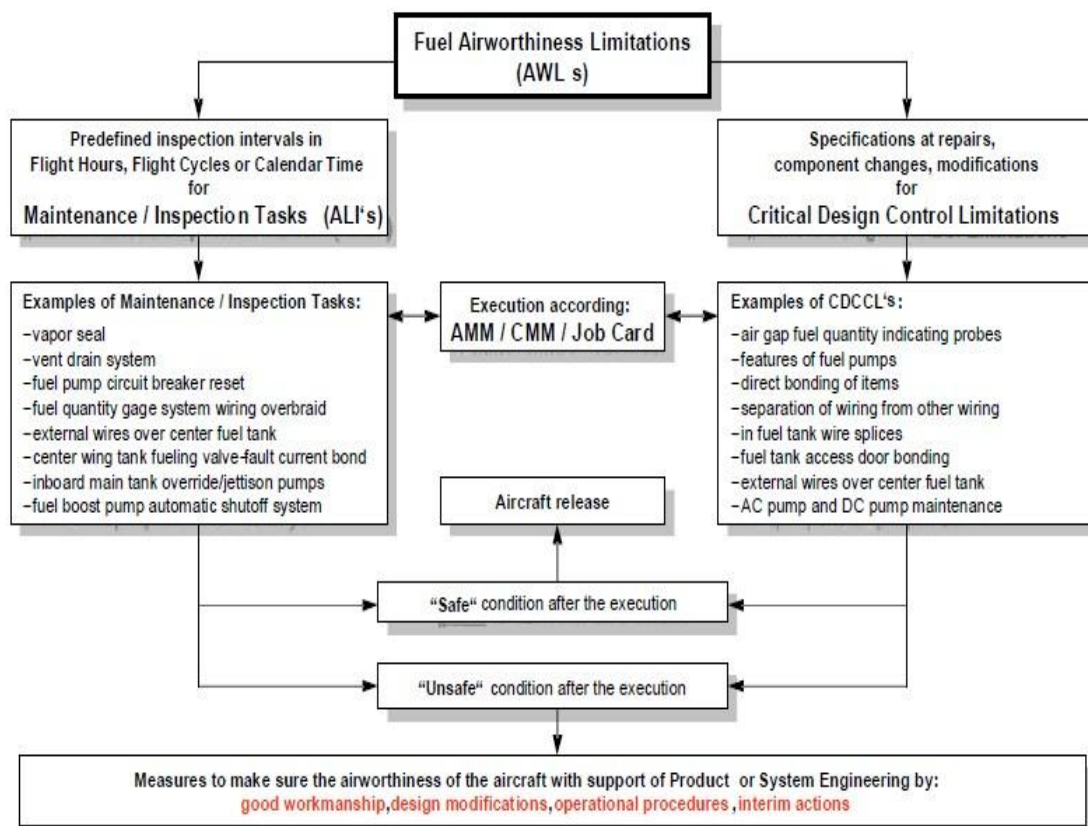 Fuel Airworthiness Limitations
(AWL s)
Predefined inspection intervals in
Flight Hours, Flight Cycles or Calendar Time
for
Maintenance / Inspection Tasks (ALI‘s)
Specifications at repairs,
component changes, modifications
for
Critical Design Control Limitations
Examples of Maintenance / Inspection Tasks:
–vapor seal
–vent drain system
–fuel pump circuit breaker reset
–fuel quantity gage system wiring overbraid
–external wires over center fuel tank
–center wing tank fueling valve-fault current bond
–inboard main tank override/jettison pumps
–fuel boost pump automatic shutoff system
Execution according:
AMM / CMM / Job Card
Examples of CDCCL‘s:
–air gap fuel quantity indicating probes
–features of fuel pumps
–direct bonding of items
–separation of wiring from other wiring
–in fuel tank wire splices
–fuel tank access door bonding
–external wires over center fuel tank
–AC pump and DC pump maintenance
Aircraft release
“Safe“ condition after the execution
“Unsafe“ condition after the execution
Measures to make sure the airworthiness of the aircraft with support of Product or System Engineering by:
good workmanship,design modifications,operational procedures ,interim actions